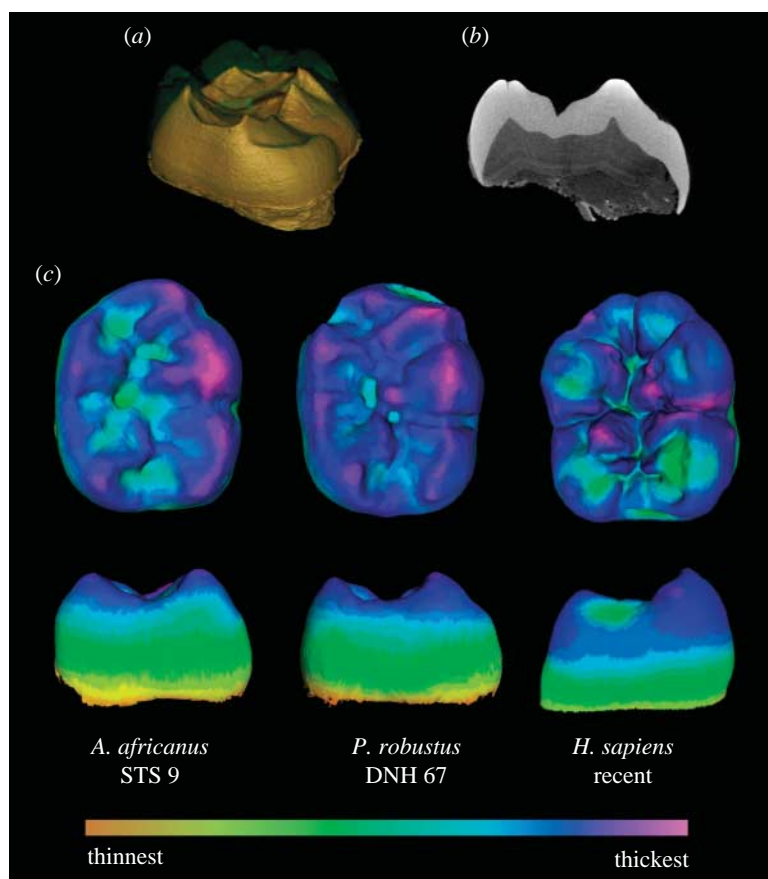 (a)
(b)
(c)
A. africanus
STS 9
P. robustus
DNH 67
H. sapiens
recent
thinnest
thickest